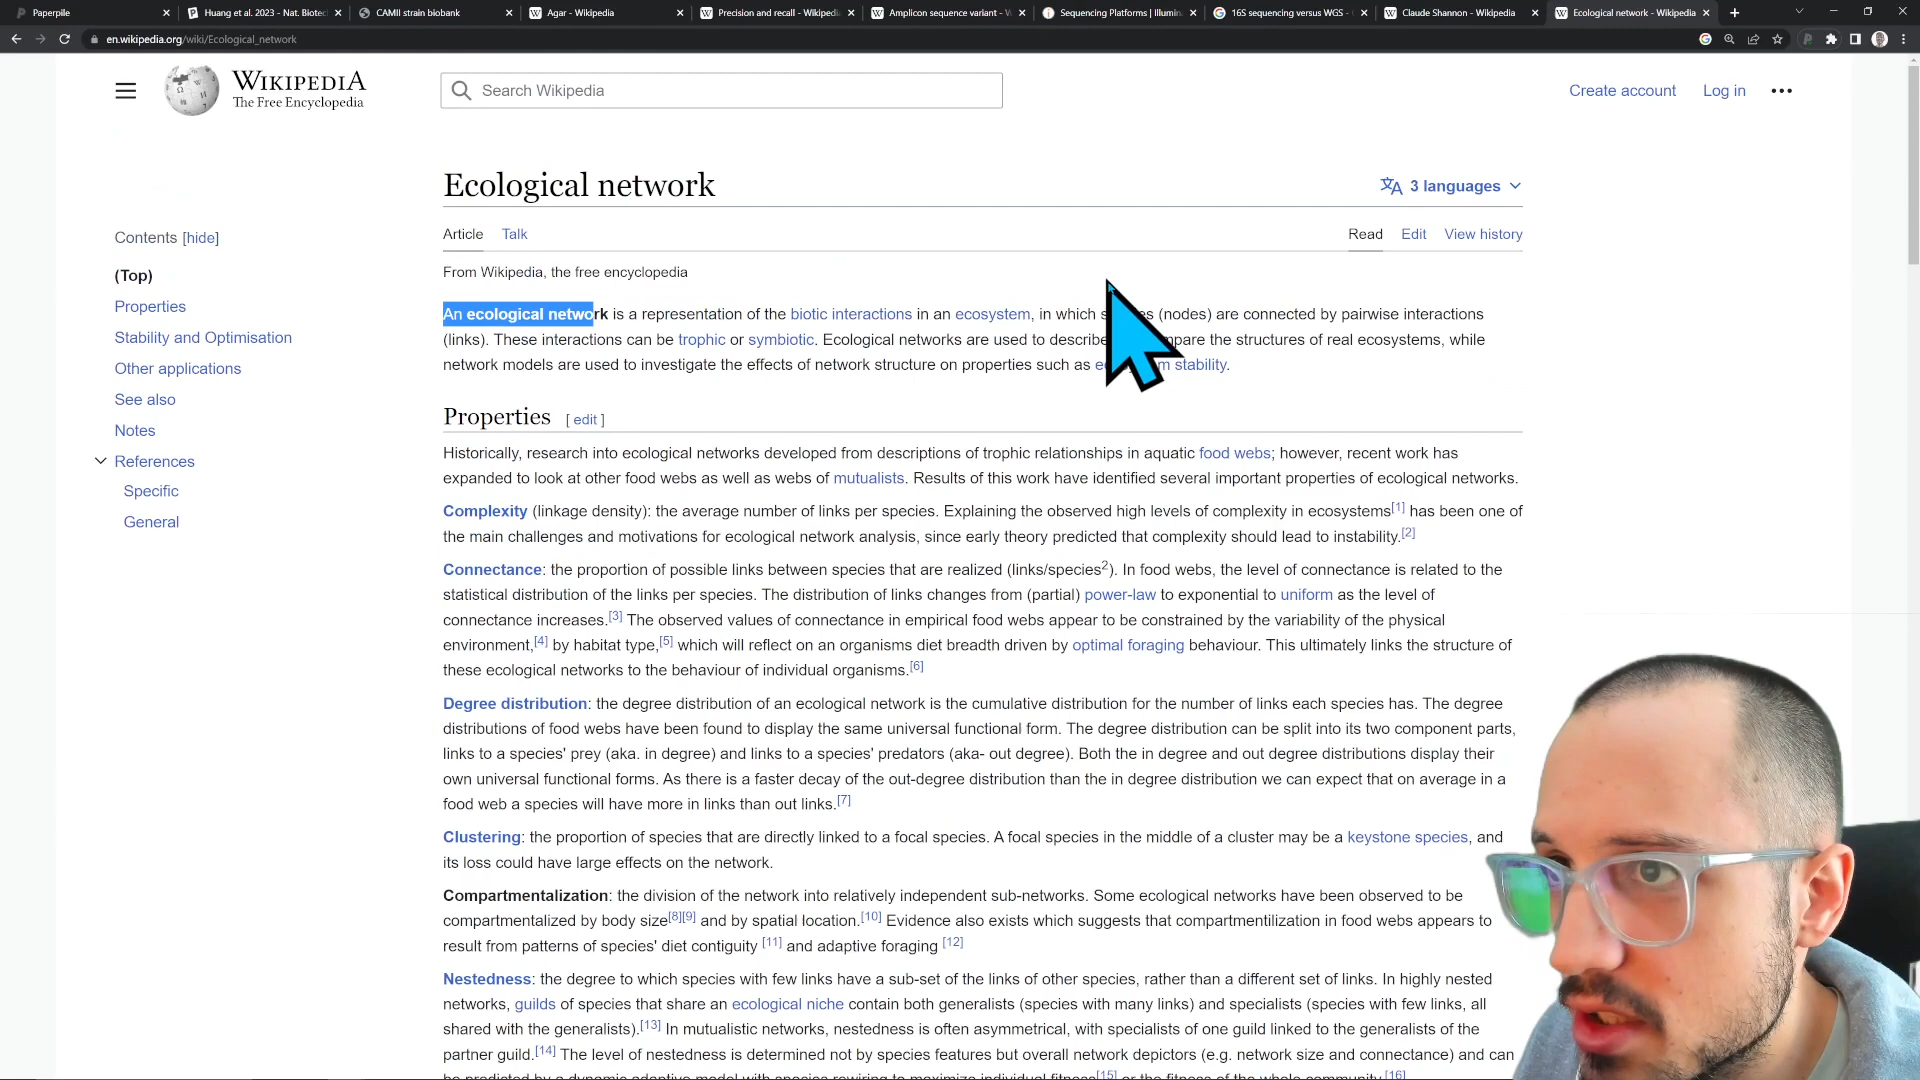 Paperpile
Huang et al. 2023 - Nat. Biotec
CAMII strain biobank
Agar - Wikipedia
Precision and recall - Wikipedi
Amplicon sequence variant - W
Sequencing Platforms | Illumin
16S sequencing versus WGS -
Claude Shannon - Wikipedia
Ecological network - Wikipedia
en.wikipedia.org/wiki/Ecological_network
WIKIPEDIA
The Free Encyclopedia
Search Wikipedia
Create account
Log in
Ecological network
3 languages
Article
Talk
Read
Edit
View history
From Wikipedia, the free encyclopedia
Contents [hide]
(Top)
Properties
Stability and Optimisation
Other applications
See also
Notes
References
Specific
General
An ecological network is a representation of the biotic interactions in an ecosystem, in which (nodes) are connected by pairwise interactions
(links). These interactions can be trophic or symbiotic. Ecological networks are used to describe the structures of real ecosystems, while
network models are used to investigate the effects of network structure on properties such as stability.
Properties [ edit ]
Historically, research into ecological networks developed from descriptions of trophic relationships in aquatic food webs; however, recent work has
expanded to look at other food webs as well as webs of mutualists. Results of this work have identified several important properties of ecological networks.
Complexity (linkage density): the average number of links per species. Explaining the observed high levels of complexity in ecosystems[1] has been one of
the main challenges and motivations for ecological network analysis, since early theory predicted that complexity should lead to instability.[2]
Connectance: the proportion of possible links between species that are realized (links/species2). In food webs, the level of connectance is related to the
statistical distribution of the links per species. The distribution of links changes from (partial) power-law to exponential to uniform as the level of
connectance increases.[3] The observed values of connectance in empirical food webs appear to be constrained by the variability of the physical
environment,[4] by habitat type,[5] which will reflect on an organisms diet breadth driven by optimal foraging behaviour. This ultimately links the structure of
these ecological networks to the behaviour of individual organisms.[6]
Degree distribution: the degree distribution of an ecological network is the cumulative distribution for the number of links each species has. The degree
distributions of food webs have been found to display the same universal functional form. The degree distribution can be split into its two component parts,
links to a species' prey (aka. in degree) and links to a species' predators (aka- out degree). Both the in degree and out degree distributions display their
own universal functional forms. As there is a faster decay of the out-degree distribution than the in degree distribution we can expect that on average in a
food web a species will have more in links than out links.[7]
Clustering: the proportion of species that are directly linked to a focal species. A focal species in the middle of a cluster may be a keystone species, and
its loss could have large effects on the network.
Compartmentalization: the division of the network into relatively independent sub-networks. Some ecological networks have been observed to be
compartmentalized by body size[8][9] and by spatial location.[10] Evidence also exists which suggests that compartmentilization in food webs appears to
result from patterns of species' diet contiguity [11] and adaptive foraging [12]
Nestedness: the degree to which species with few links have a sub-set of the links of other species, rather than a different set of links. In highly nested
networks, guilds of species that share an ecological niche contain both generalists (species with many links) and specialists (species with few links, all
shared with the generalists).[13] In mutualistic networks, nestedness is often asymmetrical, with specialists of one guild linked to the generalists of the
partner guild.[14] The level of nestedness is determined not by species features but overall network depictors (e.g. network size and connectance) and can
be predicted by a dynamic adaptive model with species rewiring to maximize individual fitness[15] or the fitness of the whole community.[16]